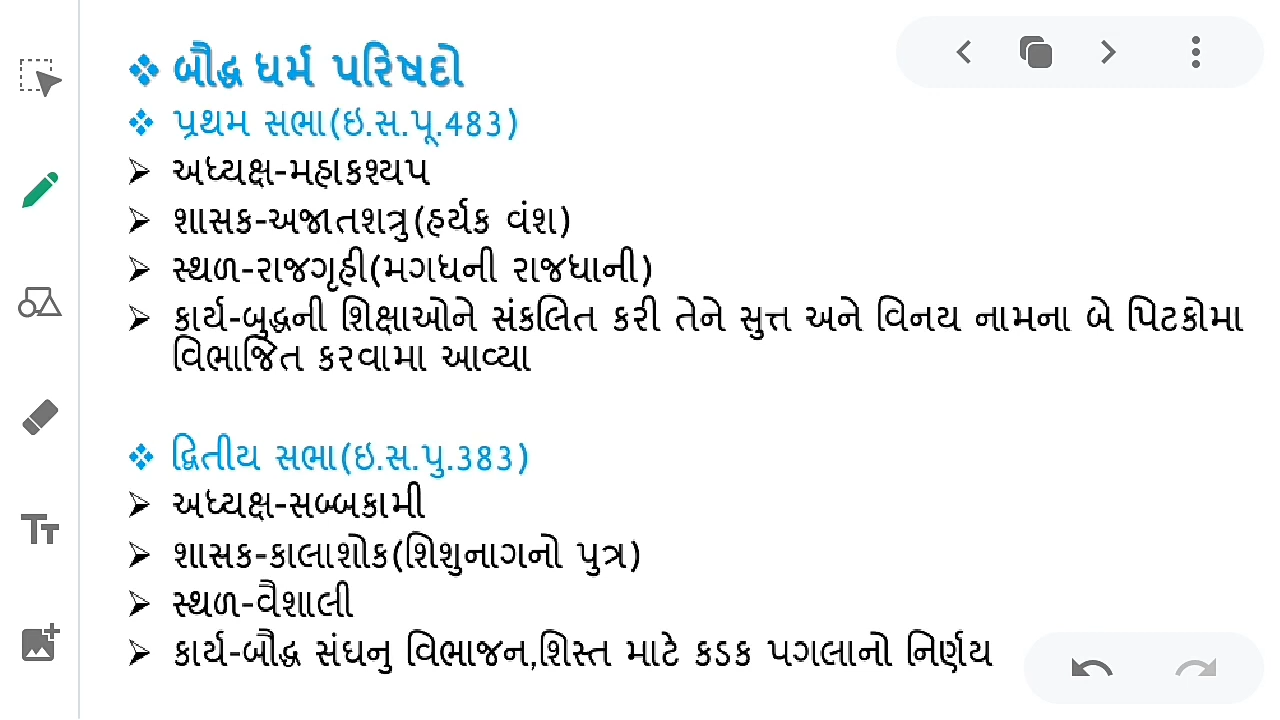 ❖ બૌદ્ધ ધર્મ પરિષદો
❖ પ્રથમ સભા(ઇ.સ.પૂ.483)
➢ અધ્યક્ષ-મહાકશ્યપ
➢ શાસક-અજાતશત્રુ(હર્યક વંશ)
➢ સ્થળ-રાજગૃહી(મગધની રાજધાની)
➢ કાર્ય-બુદ્ધની શિક્ષાઓને સંકલિત કરી તેને સુત્ત અને વિનય નામના બે પિટકોમા
વિભાજિત કરવામા આવ્યા
❖ દ્વિતીય સભા(ઇ.સ.પુ.383)
➢ અધ્યક્ષ-સબ્બકામી
➢ શાસક-કાલાશોક(શિશુનાગનો પુત્ર)
➢ સ્થળ-વૈશાલી
➢ કાર્ય-બૌદ્ધ સંઘનુ વિભાજન,શિસ્ત માટે કડક પગલાનો નિર્ણય
Tт